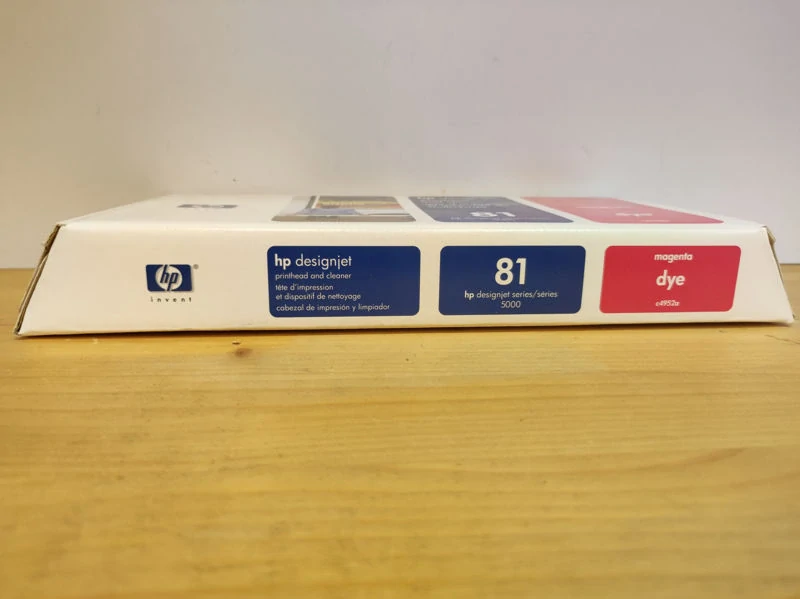 81
hp
®
invent
hp designjet
printhead and cleaner
tête d'impression
et dispositif de nettoyage
cabezal de impresión y limpiador
81
hp designjet series/séries
5000
magenta
dye
c4952a